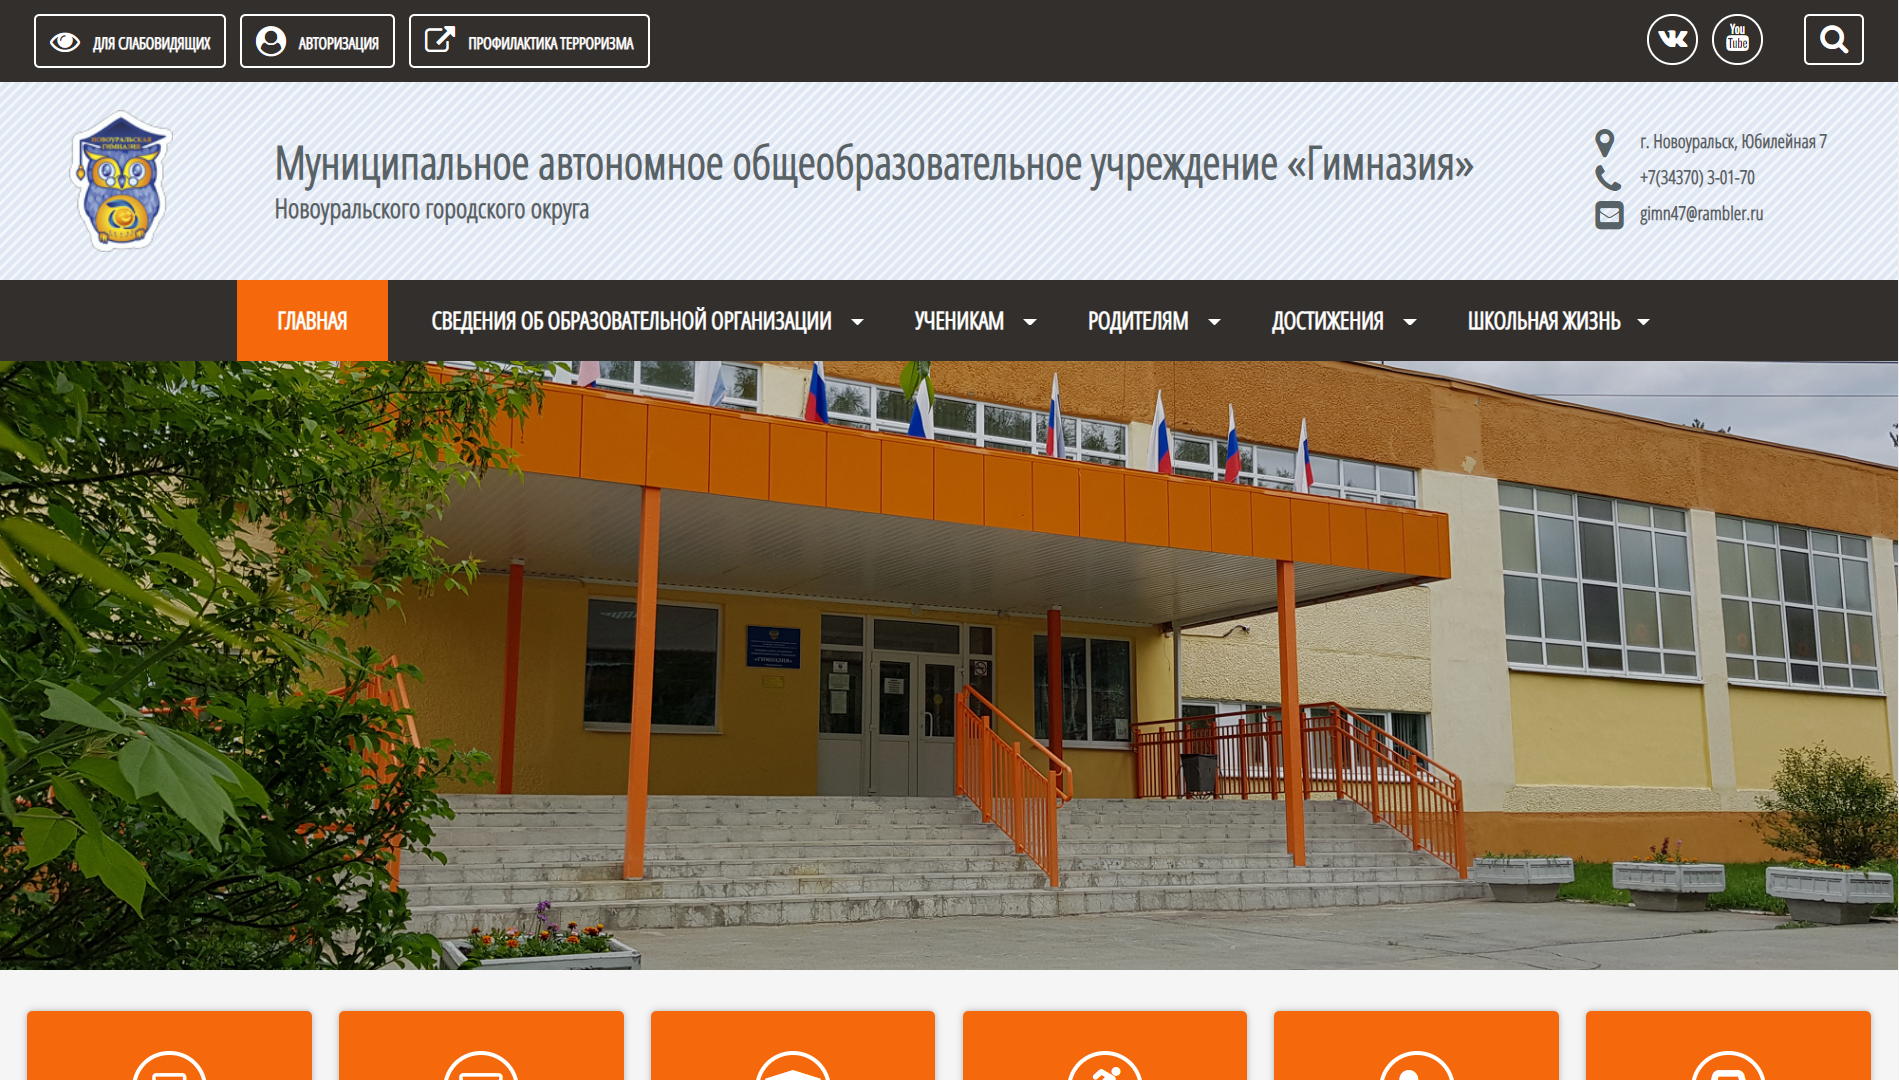 ДЛЯ СЛАБОВИДЯЩИХ
АВТОРИЗАЦИЯ
ПРОФИЛАКТИКА ТЕРРОРИЗМА
You
Tube
НОВОУРАЛЬСКАЯ
ГИМНАЗИЯ
Муниципальное автономное общеобразовательное учреждение «Гимназия»
Новоуральского городского округа
г. Новоуральск, Юбилейная 7
+7(34370) 3-01-70
gimn47@rambler.ru
ГЛАВНАЯ
СВЕДЕНИЯ ОБ ОБРАЗОВАТЕЛЬНОЙ ОРГАНИЗАЦИИ
УЧЕНИКАМ
РОДИТЕЛЯМ
ДОСТИЖЕНИЯ
ШКОЛЬНАЯ ЖИЗНЬ
«ГИМНАЗИЯ»